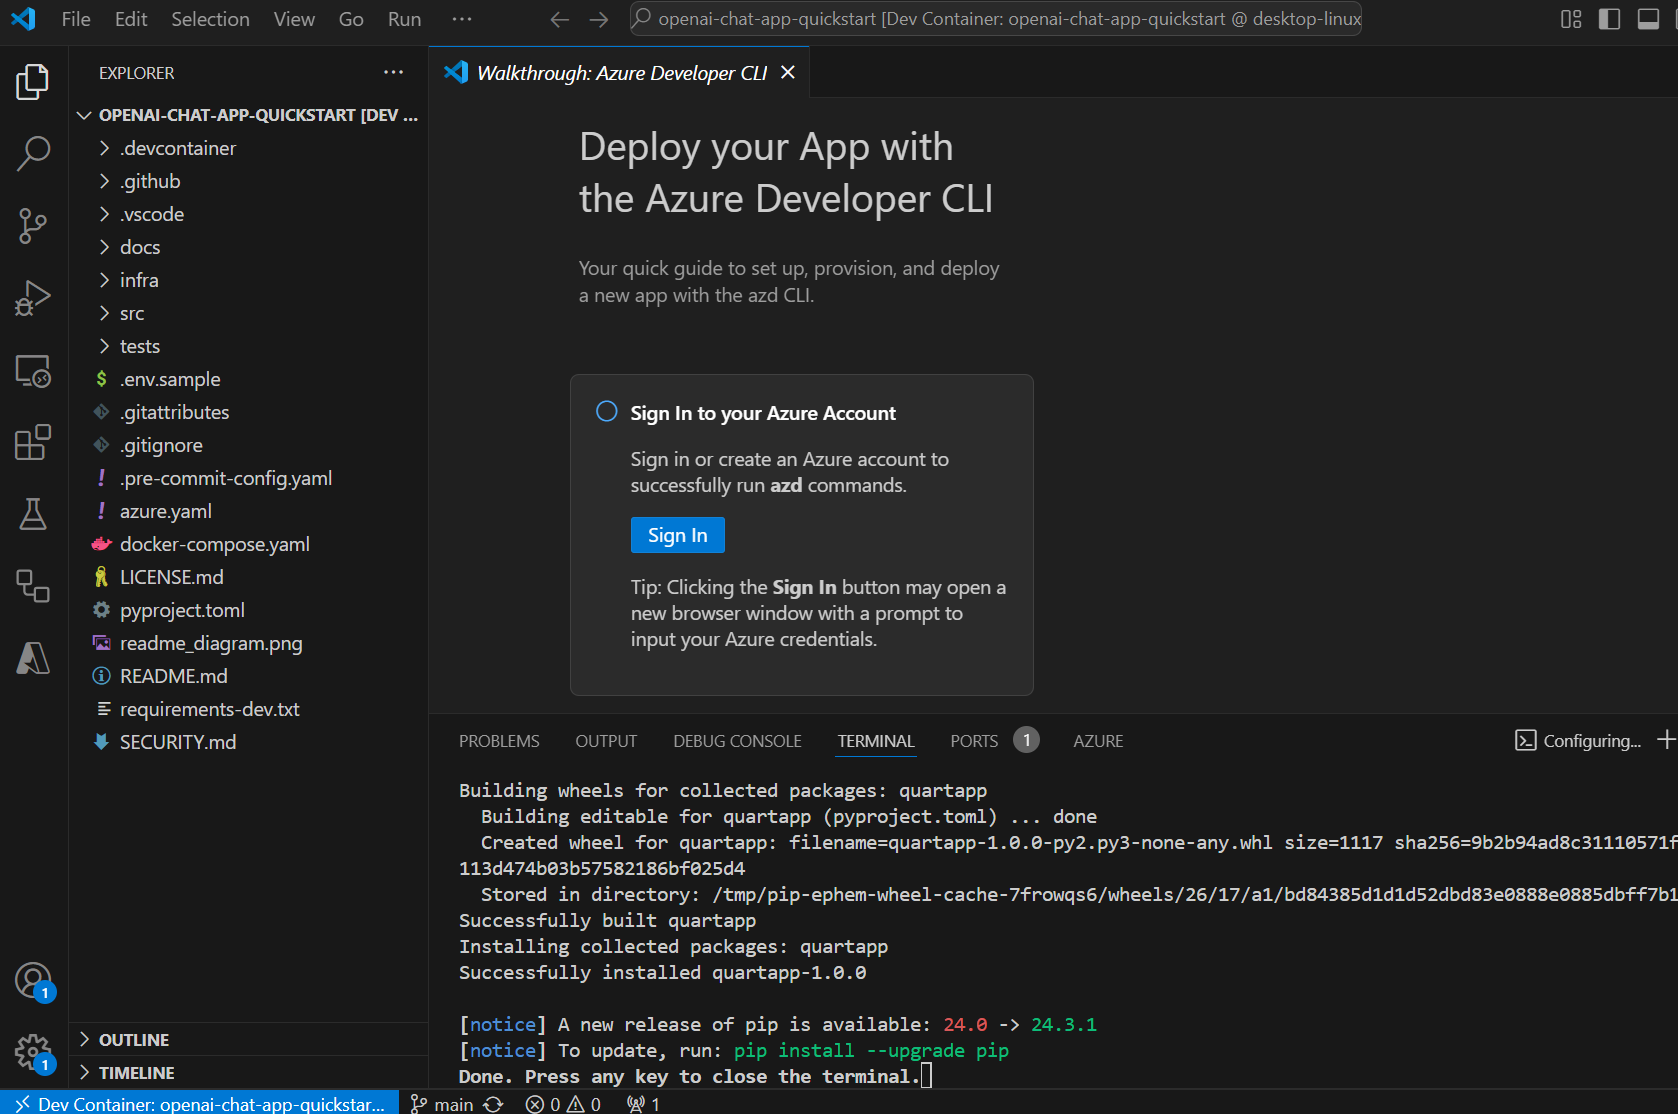 File Edit Selection View Go Run ...
openai-chat-app-quickstart [Dev Container: openai-chat-app-quickstart @ desktop-linux
EXPLORER
OPENAI-CHAT-APP-QUICKSTART [DEV ...
.devcontainer
.github
.vscode
docs
infra
src
tests
.env.sample
.gitattributes
.gitignore
.pre-commit-config.yaml
azure.yaml
docker-compose.yaml
LICENSE.md
pyproject.toml
readme_diagram.png
README.md
requirements-dev.txt
SECURITY.md
OUTLINE
TIMELINE
1
1
Walkthrough: Azure Developer CLI
Deploy your App with
the Azure Developer CLI
Your quick guide to set up, provision, and deploy
a new app with the azd CLI.
Sign In to your Azure Account
Sign in or create an Azure account to
successfully run azd commands.
Sign In
Tip: Clicking the Sign In button may open a
new browser window with a prompt to
input your Azure credentials.
PROBLEMS OUTPUT DEBUG CONSOLE TERMINAL PORTS 1 AZURE
Configuring...
Building wheels for collected packages: quartapp
Building editable for quartapp (pyproject.toml) ... done
Created wheel for quartapp: filename=quartapp-1.0.0-py2.py3-none-any.whl size=1117 sha256=9b2b94ad8c31110571f
113d474b03b57582186bf025d4
Stored in directory: /tmp/pip-ephem-wheel-cache-7frowqs6/wheels/26/17/a1/bd84385d1d1d52dbd83e0888e0885dbff7b1
Successfully built quartapp
Installing collected packages: quartapp
Successfully installed quartapp-1.0.0
[notice] A new release of pip is available: 24.0 -> 24.3.1
[notice] To update, run: pip install --upgrade pip
Done. Press any key to close the terminal.
Dev Container: openai-chat-app-quickstar... main 0 0 1